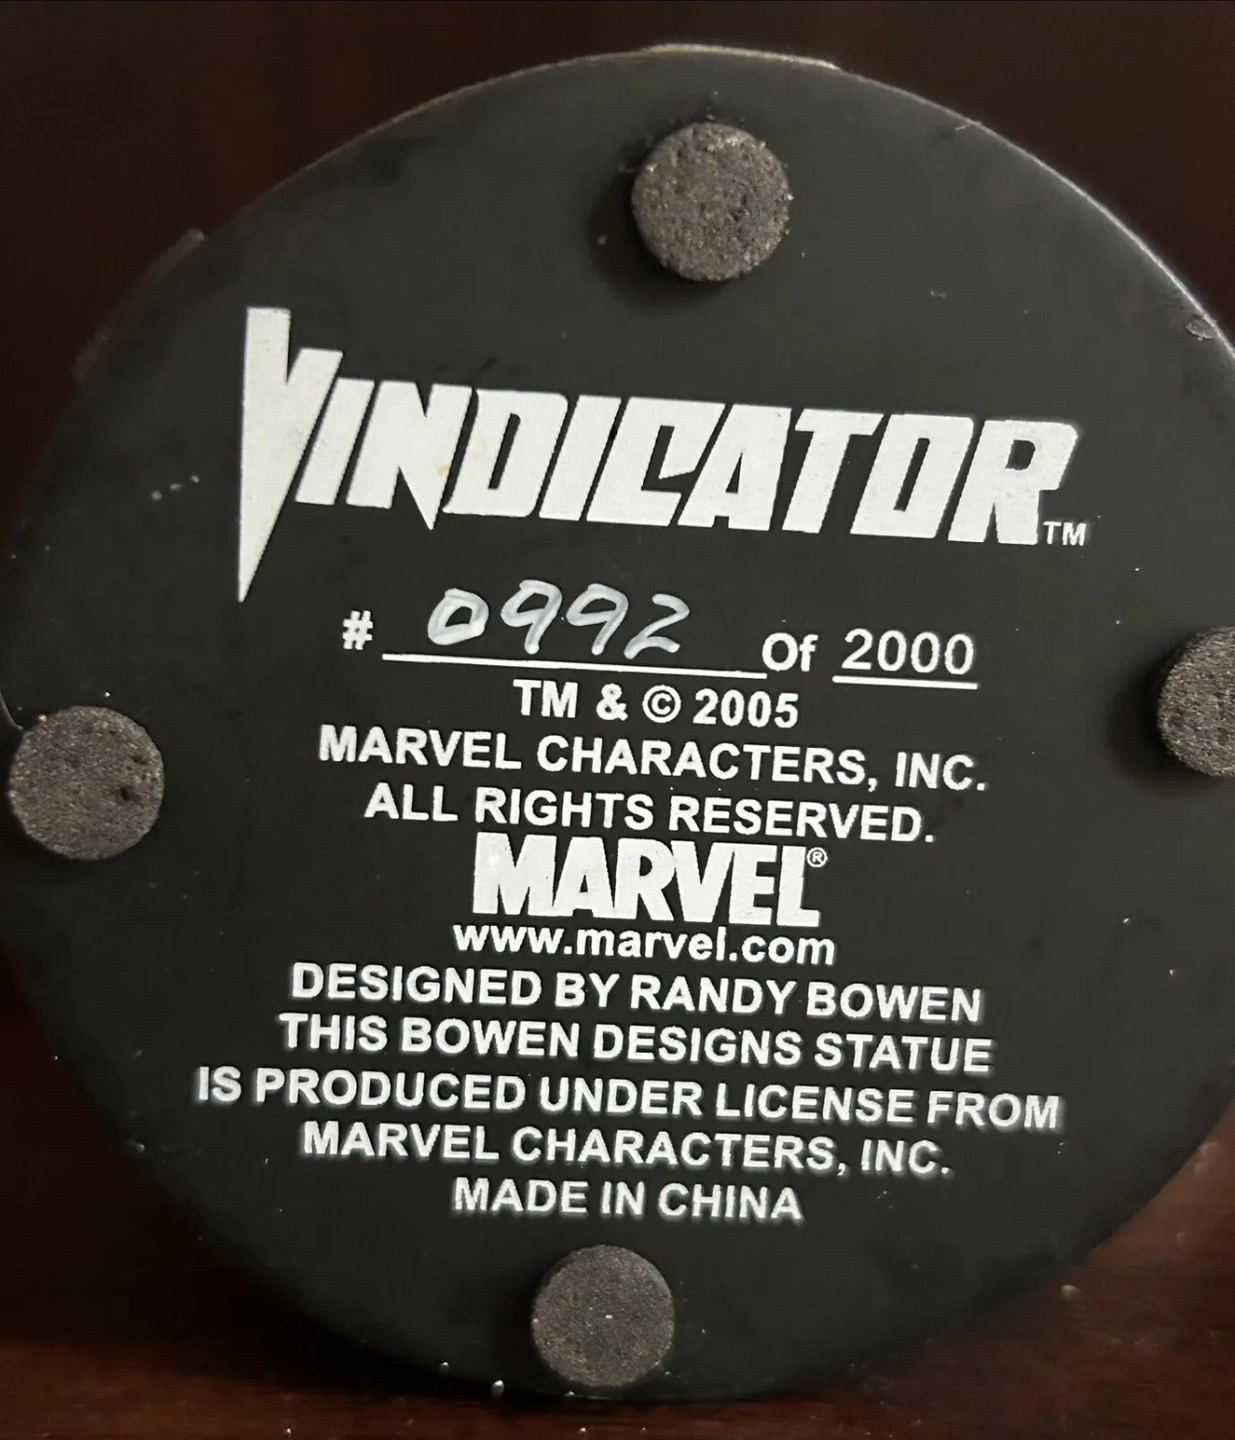 VINDICATOR™
# 0992 Of 2000
TM & © 2005
MARVEL CHARACTERS, INC.
ALL RIGHTS RESERVED.
MARVEL®
www.marvel.com
DESIGNED BY RANDY BOWEN
THIS BOWEN DESIGNS STATUE
IS PRODUCED UNDER LICENSE FROM
MARVEL CHARACTERS, INC.
MADE IN CHINA